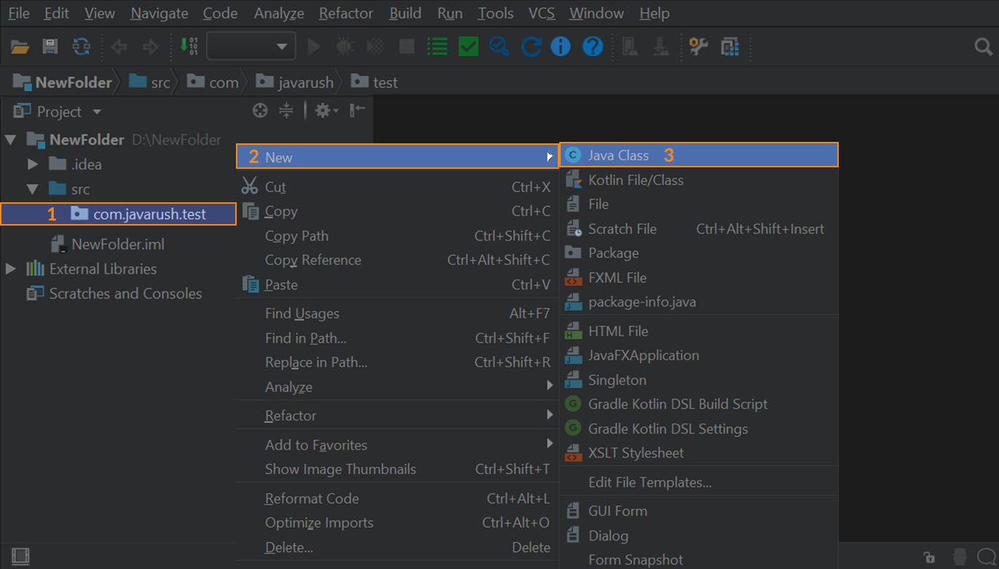 File Edit View Navigate Code Analyze Refactor Build Run Tools VCS Window Help
NewFolder src com javarush test
Project
NewFolder D:\NewFolder
.idea
src
1 com.javarush.test
NewFolder.iml
External Libraries
Scratches and Consoles
2 New
Cut Ctrl+X
Copy Ctrl+C
Copy Path Ctrl+Shift+C
Copy Reference Ctrl+Alt+Shift+C
Paste Ctrl+V
Find Usages Alt+F7
Find in Path... Ctrl+Shift+F
Replace in Path... Ctrl+Shift+R
Analyze
Refactor
Add to Favorites
Show Image Thumbnails Ctrl+Shift+T
Reformat Code Ctrl+Alt+L
Optimize Imports Ctrl+Alt+O
Delete... Delete
Java Class 3
Kotlin File/Class
File
Scratch File Ctrl+Alt+Shift+Insert
Package
FXML File
package-info.java
HTML File
JavaFXApplication
Singleton
Gradle Kotlin DSL Build Script
Gradle Kotlin DSL Settings
XSLT Stylesheet
Edit File Templates...
GUI Form
Dialog
Form Snapshot